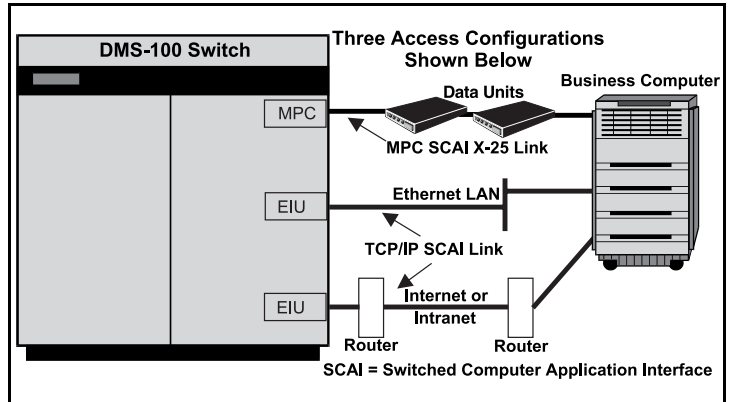 DMS-100 Switch
Three Access Configurations
Shown Below
Business Computer
Data Units
MPC
MPC SCAI X-25 Link
Ethernet LAN
EIU
TCP/IP SCAI Link
EIU
Internet or
Intranet
Router
Router
SCAI = Switched Computer Application Interface